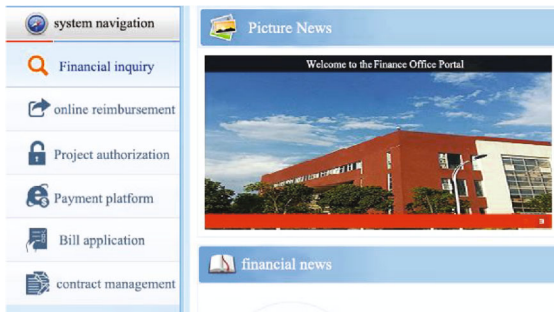 system navigation
Financial inquiry
online reimbursement
Project authorization
Payment platform
Bill application
contract management
Picture News
Welcome to the Finance Office Portal
financial news